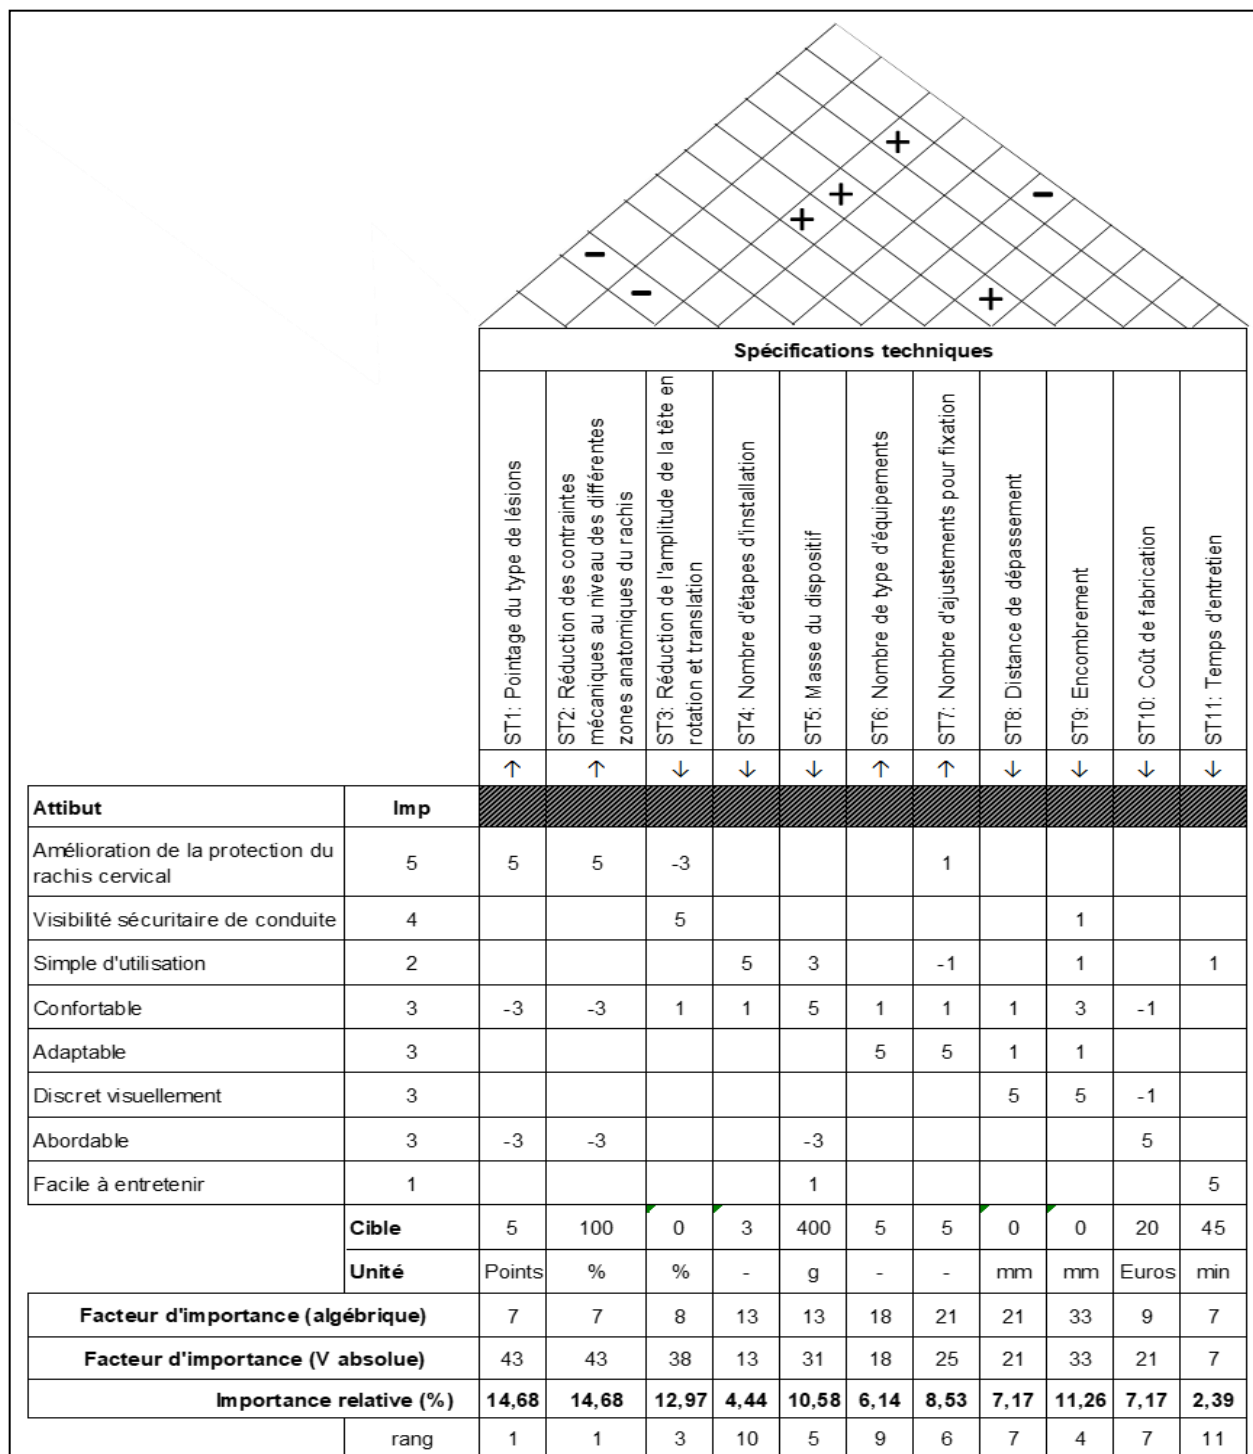 +
+
-
+
-
-
+
Spécifications techniques
ST1: Pointage du type de lésions
ST2: Réduction des contraintes
mécaniques au niveau des différentes
zones anatomiques du rachis
ST3: Réduction de l'amplitude de la tête en
rotation et translation
ST4: Nombre d'étapes d'installation
ST5: Masse du dispositif
ST6: Nombre de type d'équipements
ST7: Nombre d'ajustements pour fixation
ST8: Distance de dépassement
ST9: Encombrement
ST10: Coût de fabrication
ST11: Temps d'entretien
↑ ↑ ↓ ↓ ↓ ↑ ↑ ↓ ↓ ↓ ↓
Attibut Imp
Amélioration de la protection du
rachis cervical 5 5 5 -3 1
Visibilité sécuritaire de conduite 4 5 1
Simple d'utilisation 2 5 3 -1 1 1
Confortable 3 -3 -3 1 1 5 1 1 1 3 -1
Adaptable 3 5 5 1 1
Discret visuellement 3 5 5 -1
Abordable 3 -3 -3 -3 5
Facile à entretenir 1 1 5
Cible 5 100 0 3 400 5 5 0 0 20 45
Unité Points % % - g - - mm mm Euros min
Facteur d'importance (algébrique) 7 7 8 13 13 18 21 21 33 9 7
Facteur d'importance (V absolue) 43 43 38 13 31 18 25 21 33 21 7
Importance relative (%) 14,68 14,68 12,97 4,44 10,58 6,14 8,53 7,17 11,26 7,17 2,39
rang 1 1 3 10 5 9 6 7 4 7 11